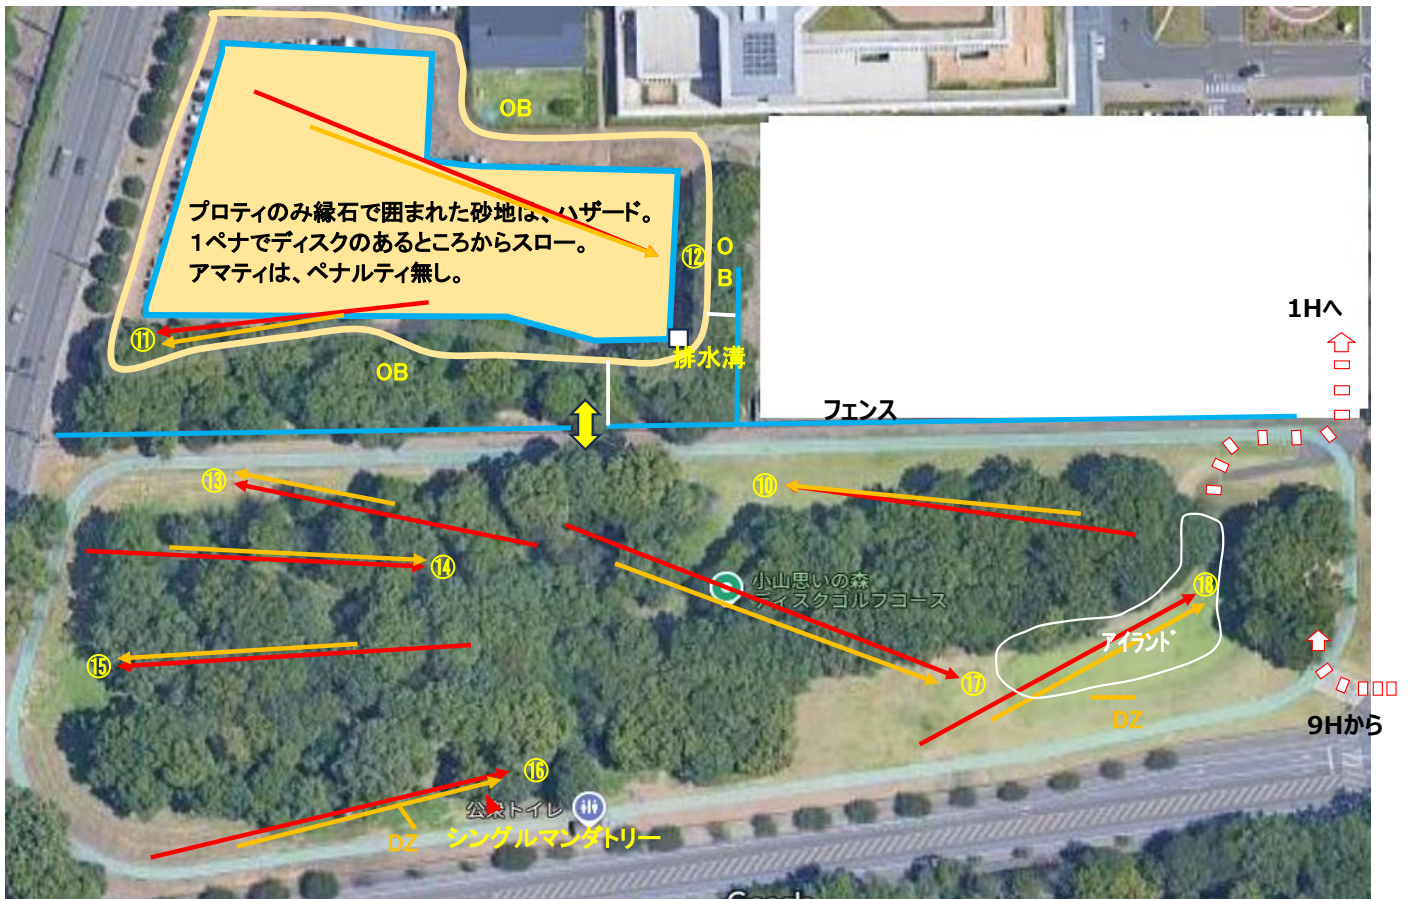 OB
プロティのみ縁石で囲まれた砂地は、ハザード。
１ペナでディスクのあるところからスロー。
アマティは、ペナルティ無し。
⑫
O
B
1Hへ
⑪
排水溝
OB
フェンス
⑬
⑩
⑭
小山思いの森
ディスクゴルフコース
⑱
アイランド
⑮
⑰
DZ
9Hから
⑯
公衆トイレ
シングルマンダトリー
DZ
Google